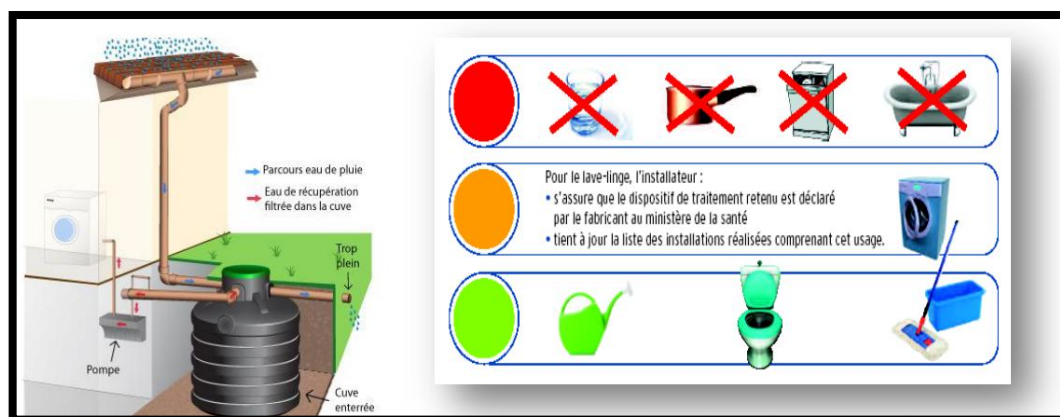 Parcours eau de pluie
Eau de récupération
filtrée dans la cuve
Trop
plein
Pompe
Cuve
enterrée
Pour le lave-linge, l'installateur :
• s'assure que le dispositif de traitement retenu est déclaré
par le fabricant au ministère de la santé
• tient à jour la liste des installations réalisées comprenant cet usage.